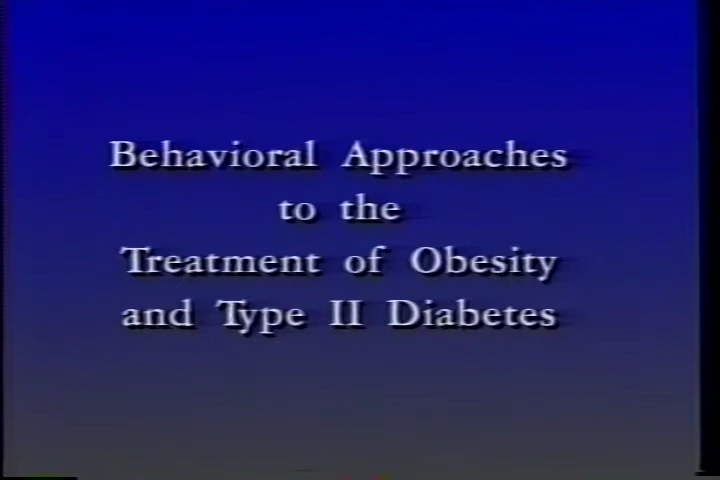 Behavioral Approaches
to the
Treatment of Obesity
and Type II Diabetes